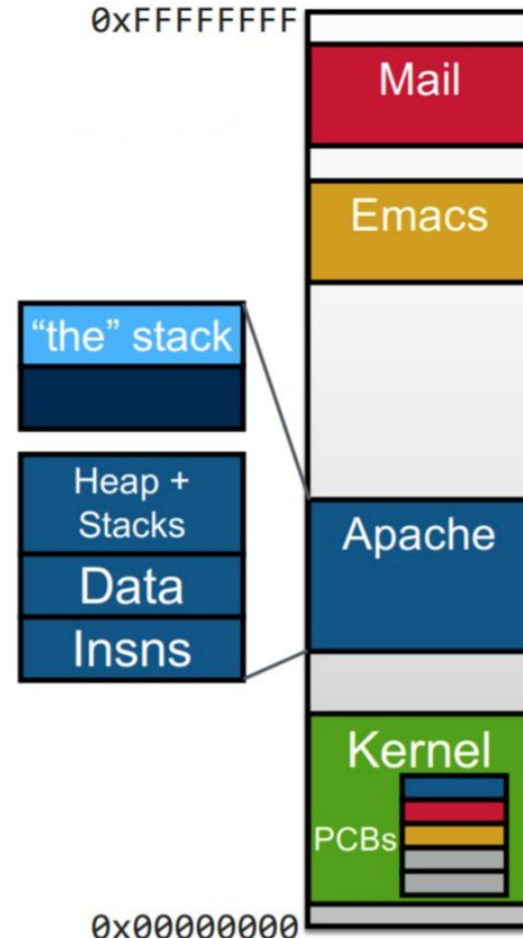 0xFFFFFFFF
Mail
Emacs
“the” stack
Heap +
Stacks
Data
Insns
Apache
Kernel
PCBs
0x00000000